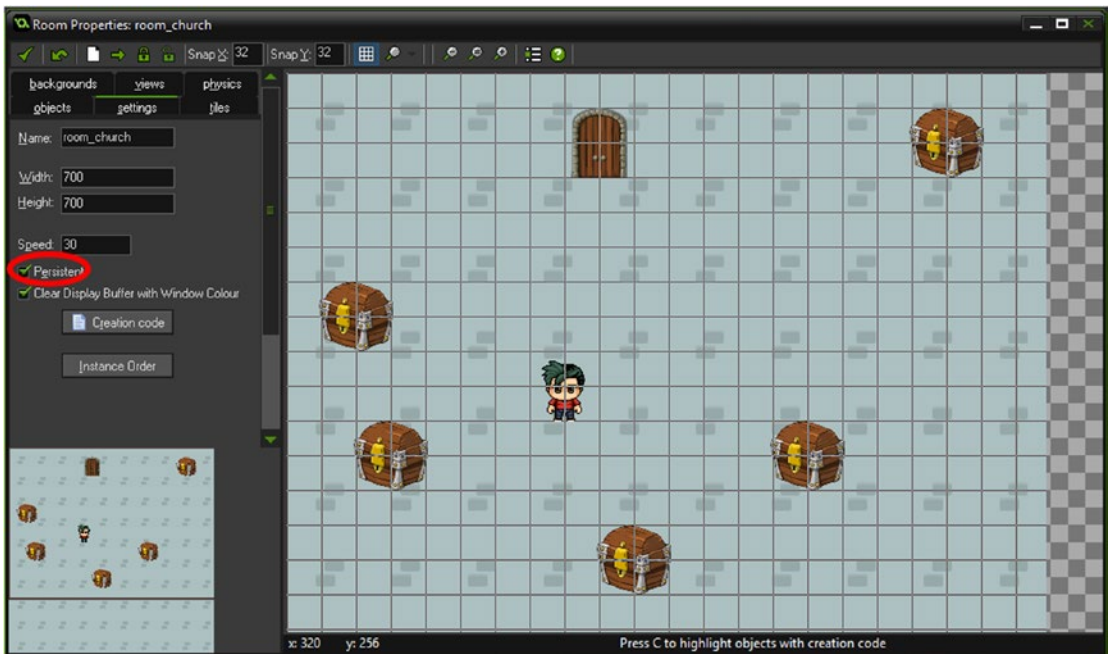 Room Properties: room_church
Snap X: 32 Snap Y: 32
backgrounds views physics
objects settings tiles
Name: room_church
Width: 700
Height: 700
Speed: 30
Persistent
Clear Display Buffer with Window Colour
Creation code
Instance Order
x: 320 y: 256 Press C to highlight objects with creation code